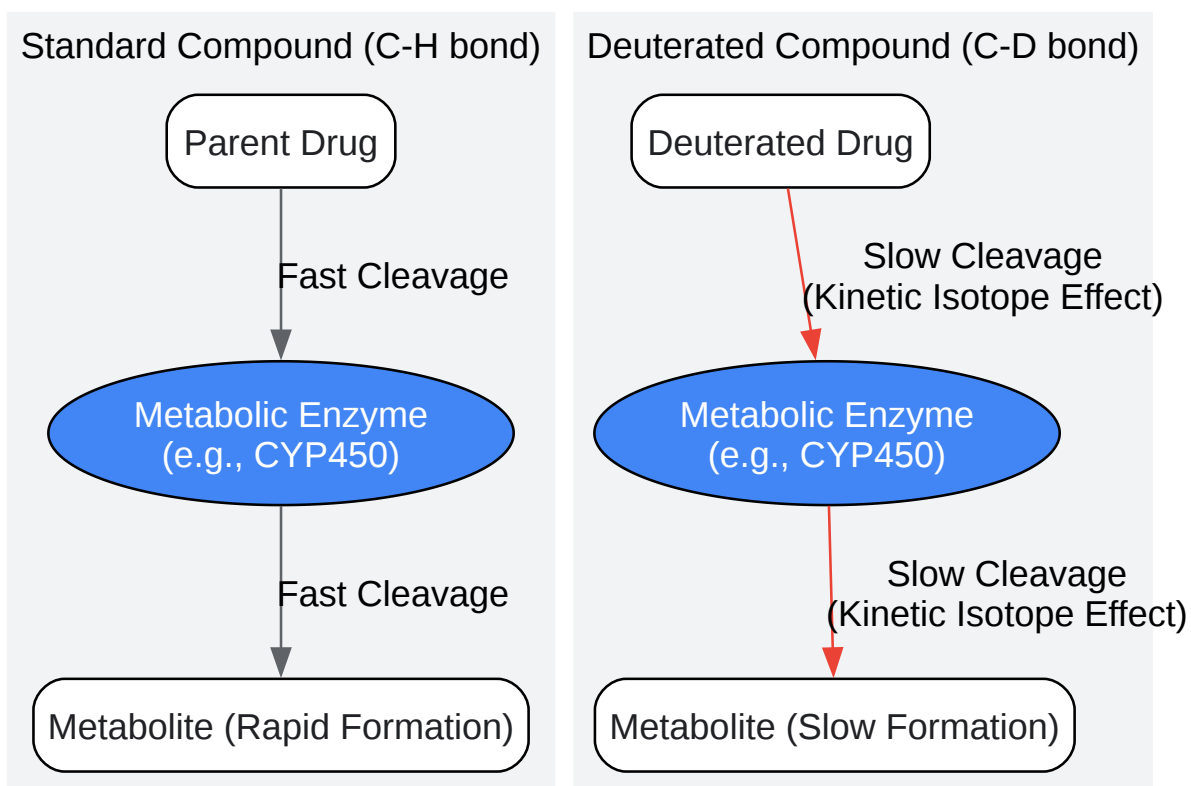 Standard Compound (C-H bond)
Parent Drug
Fast Cleavage
Metabolic Enzyme
(e.g., CYP450)
Fast Cleavage
Metabolite (Rapid Formation)
Deuterated Compound (C-D bond)
Deuterated Drug
Slow Cleavage
(Kinetic Isotope Effect)
Metabolic Enzyme
(e.g., CYP450)
Slow Cleavage
(Kinetic Isotope Effect)
Metabolite (Slow Formation)